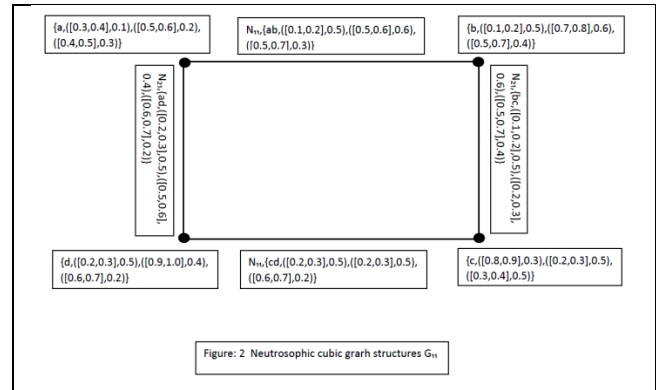 {a,([0.3,0.4],0.1),([0.5,0.6],0.2),
([0.4,0.5],0.3)}
N₁₁,{ab,([0.1,0.2],0.5),([0.5,0.6],0.6),
([0.5,0.7],0.3)}
{b,([0.1,0.2],0.5),([0.7,0.8],0.6),
([0.5,0.7],0.4)}
N₂₁,{ad,([0.2,0.3],0.5),([0.5,0.6],
0.4),([0.6,0.7],0.2)}
N₂₁,{bc,([0.1,0.2],0.5),([0.2,0.3],
0.6),([0.5,0.7],0.4)}
{d,([0.2,0.3],0.5),([0.9,1.0],0.4),
([0.6,0.7],0.2)}
N₁₁,{cd,([0.2,0.3],0.5),([0.2,0.3],0.5),
([0.6,0.7],0.2)}
{c,([0.8,0.9],0.3),([0.2,0.3],0.5),
([0.3,0.4],0.5)}
Figure: 2 Neutrosophic cubic grarh structures G₁₁